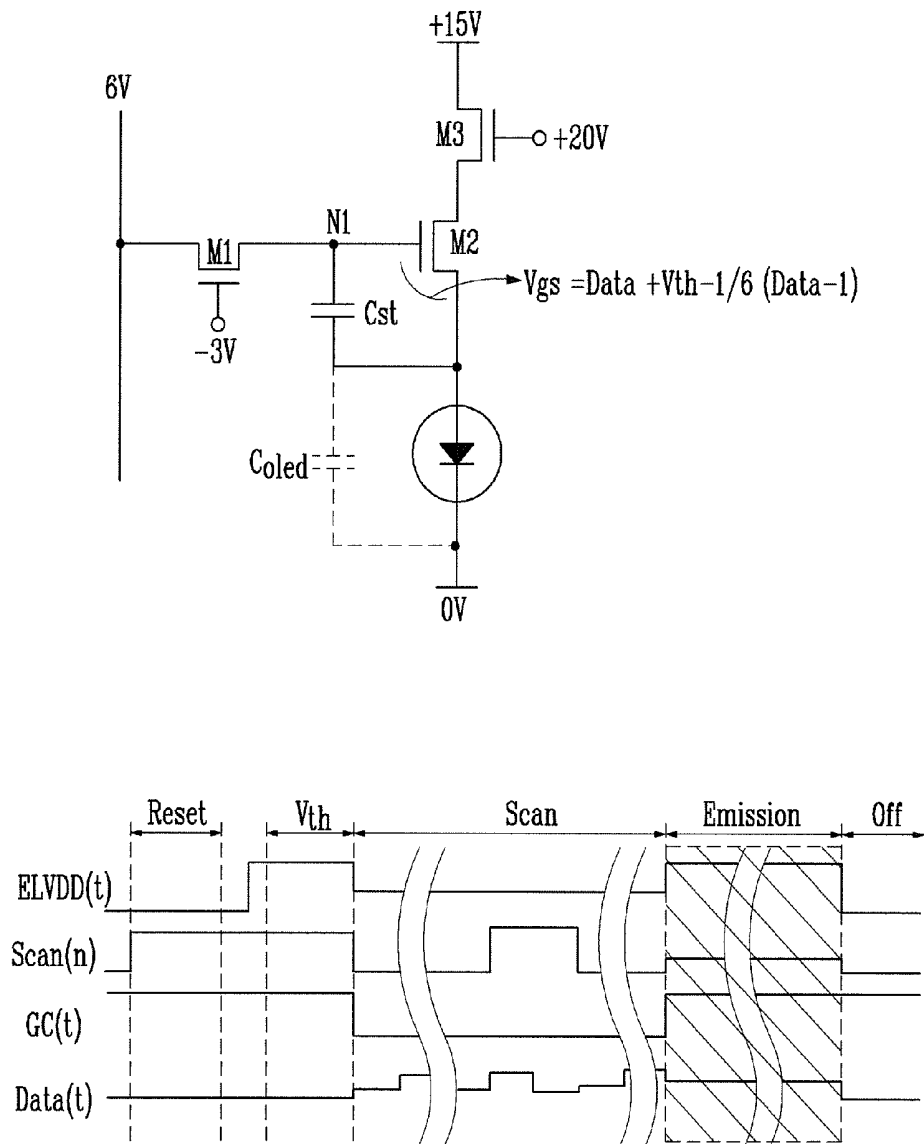 +15V
6V
M3
+20V
N1
M1
M2
Vgs =Data +Vth-1/6 (Data-1)
Cst
-3V
Coled
0V
Reset
Vth
Scan
Emission
Off
ELVDD(t)
Scan(n)
GC(t)
Data(t)